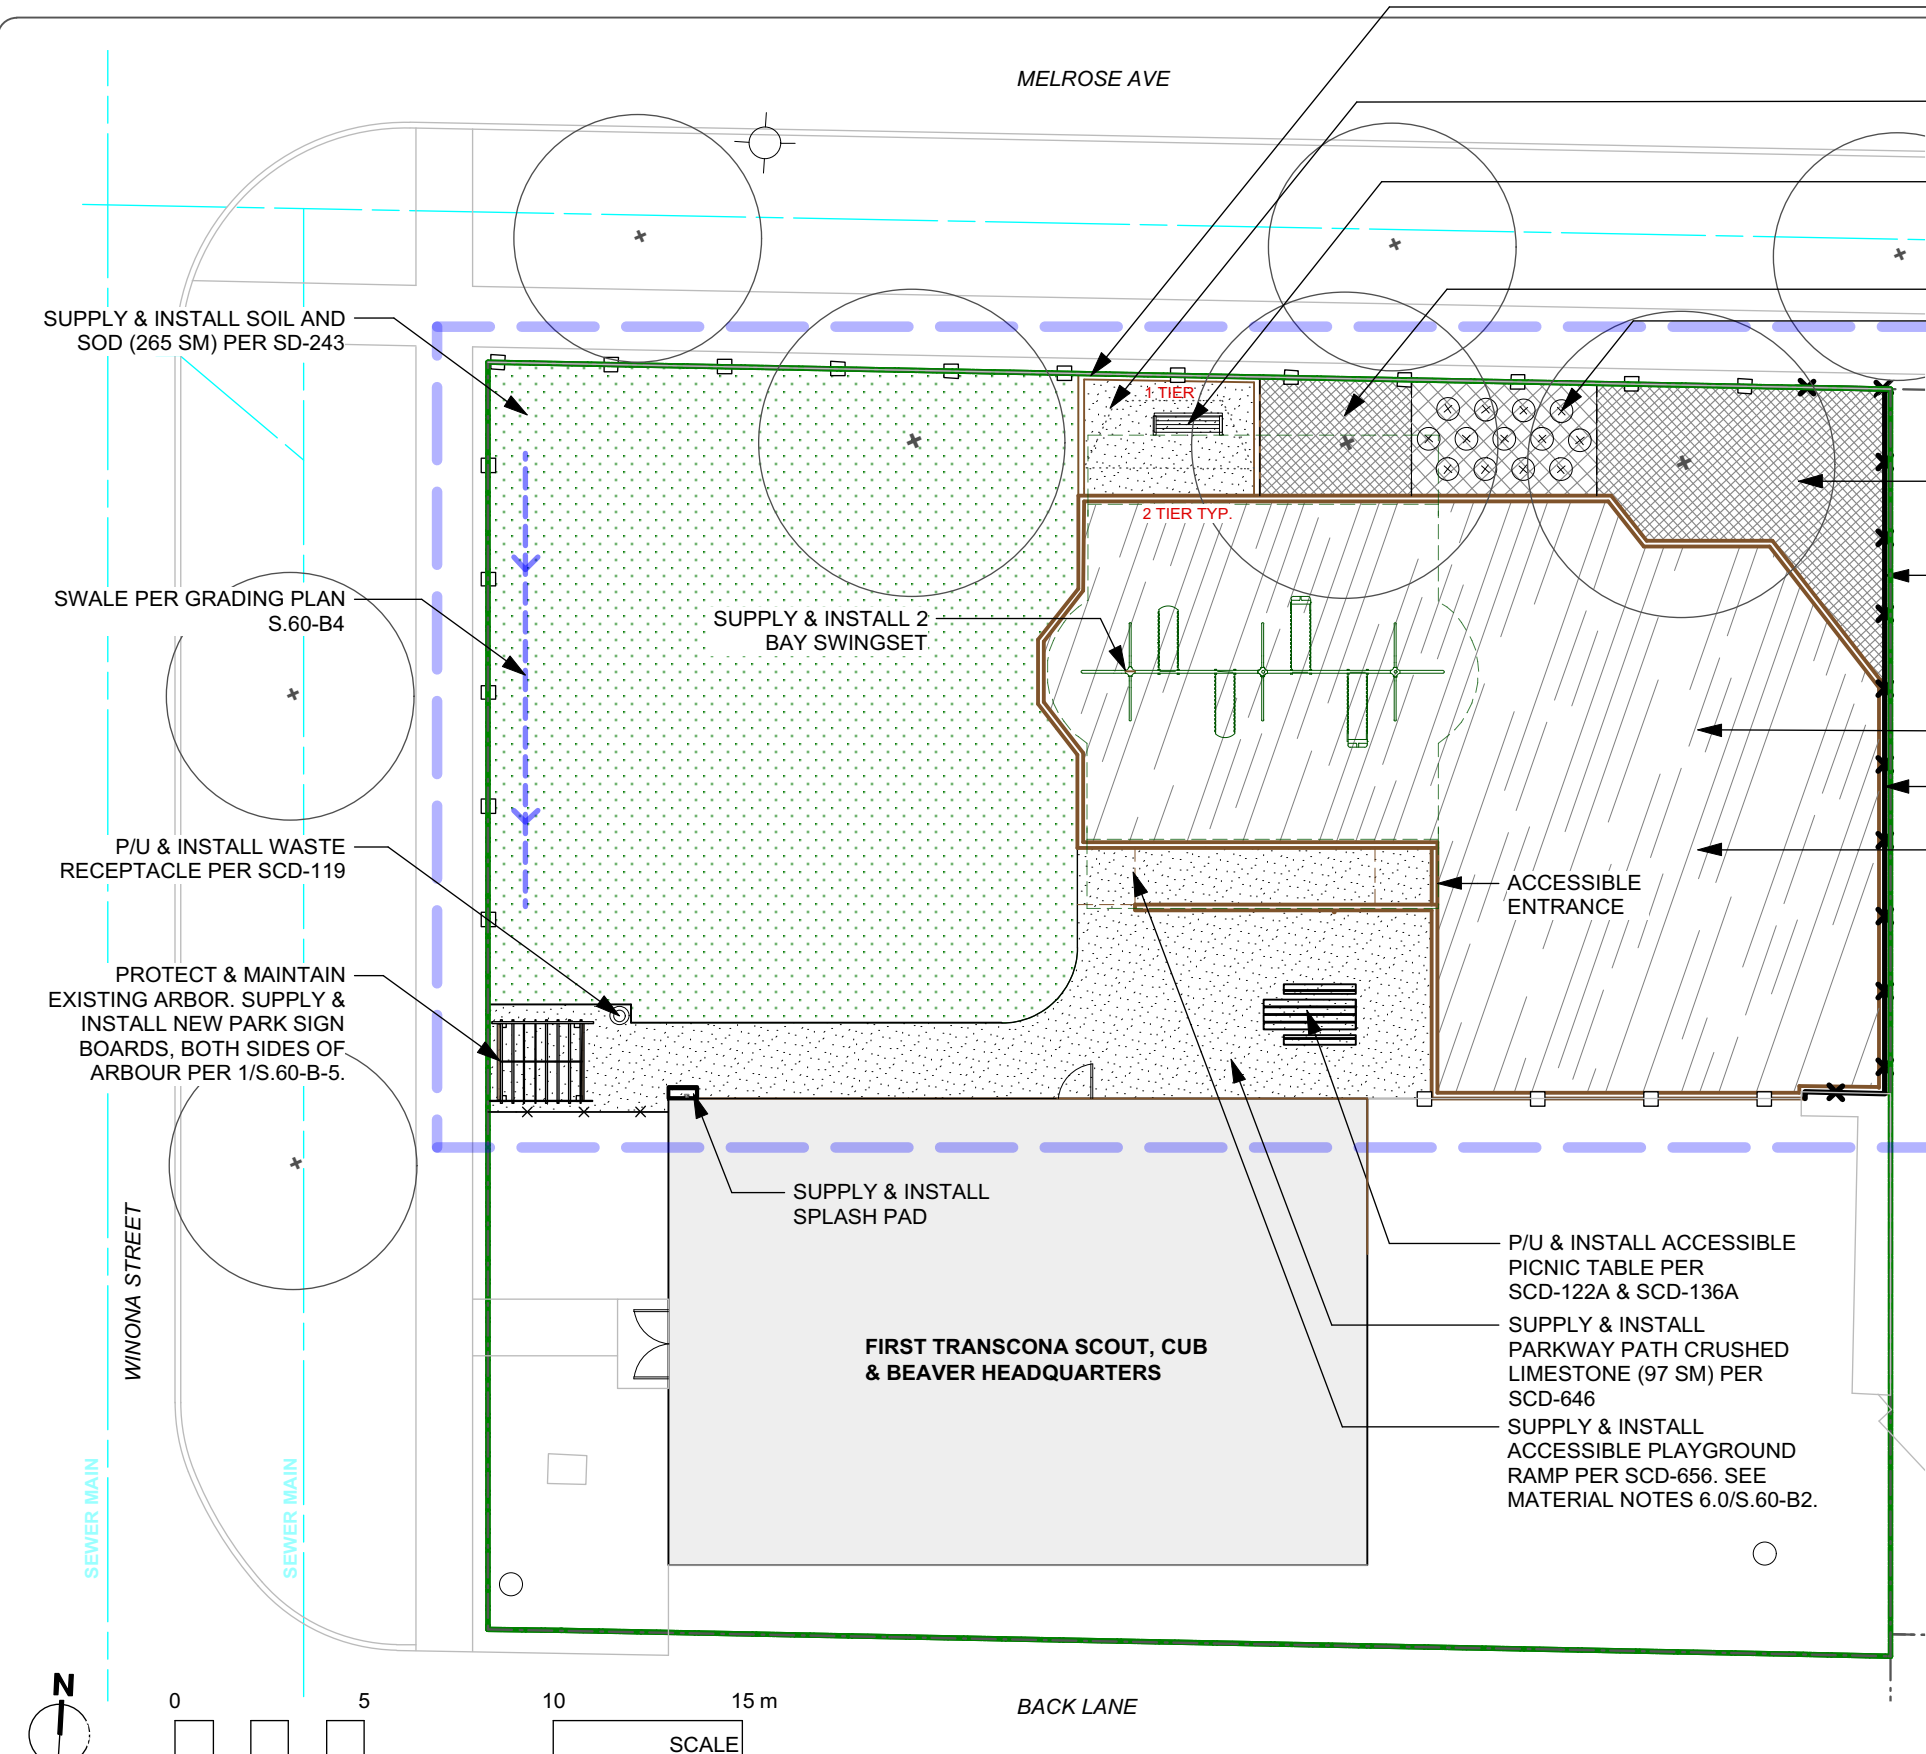 MELROSE AVE
SUPPLY & INSTALL SOIL AND
SOD (265 SM) PER SD-243
1 TIER
2 TIER TYP.
SWALE PER GRADING PLAN
S.60-B4
SUPPLY & INSTALL 2
BAY SWINGSET
P/U & INSTALL WASTE
RECEPTACLE PER SCD-119
ACCESSIBLE
ENTRANCE
PROTECT & MAINTAIN
EXISTING ARBOR. SUPPLY &
INSTALL NEW PARK SIGN
BOARDS, BOTH SIDES OF
ARBOUR PER 1/S.60-B-5.
SUPPLY & INSTALL
SPLASH PAD
WINONA STREET
P/U & INSTALL ACCESSIBLE
PICNIC TABLE PER
SCD-122A & SCD-136A
SUPPLY & INSTALL
PARKWAY PATH CRUSHED
LIMESTONE (97 SM) PER
SCD-646
SUPPLY & INSTALL
ACCESSIBLE PLAYGROUND
RAMP PER SCD-656. SEE
MATERIAL NOTES 6.0/S.60-B2.
FIRST TRANSCONA SCOUT, CUB
& BEAVER HEADQUARTERS
SEWER MAIN
SEWER MAIN
N
0 5 10 15 m
SCALE
BACK LANE